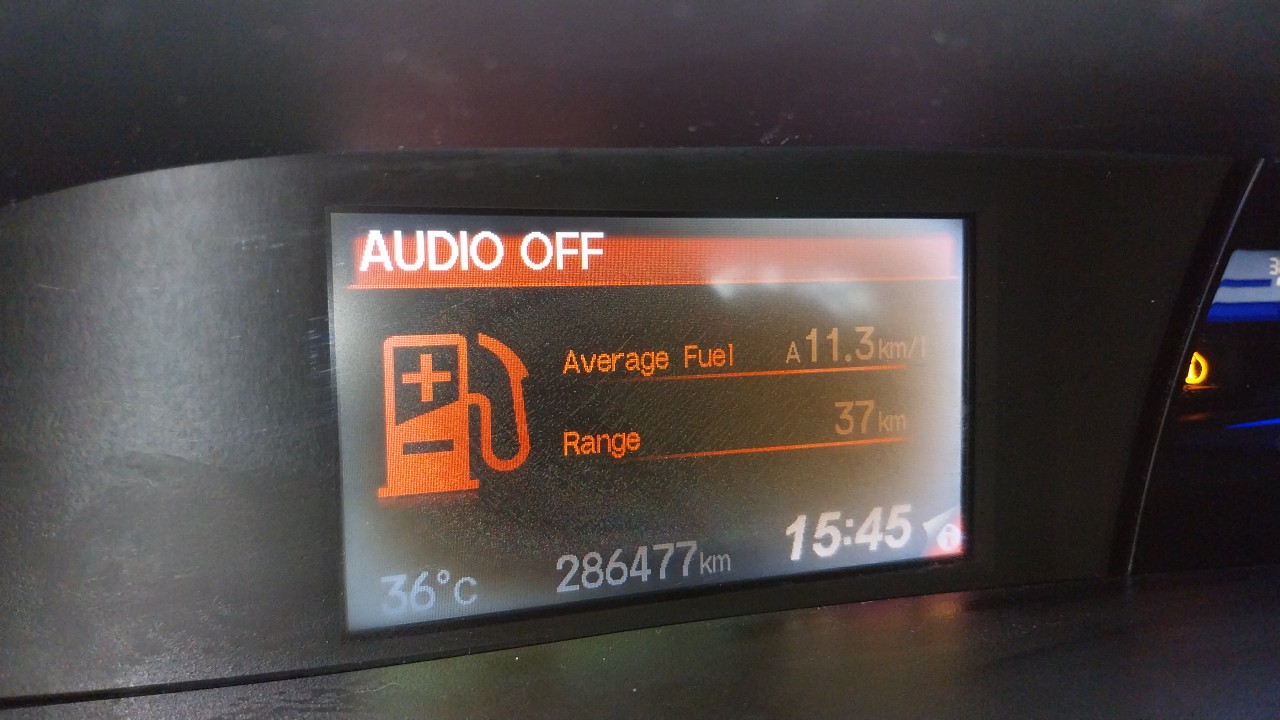 AUDIO OFF
Average Fuel A11.3km/l
Range 37km
36°C 286477km 15:45